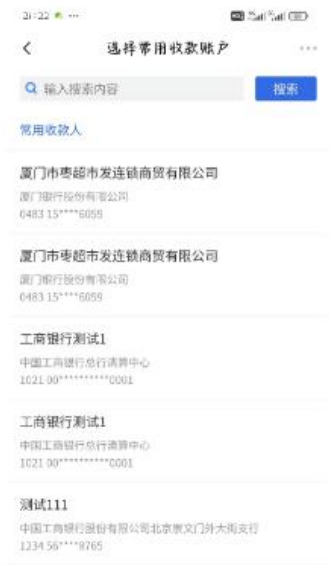 21:22
选择常用收款账户
输入搜索内容
搜索
常用收款人
厦门市枣超市发连锁商贸有限公司
厦门银行股份有限公司
0483 15****6059
厦门市枣超市发连锁商贸有限公司
厦门银行股份有限公司
0483 15****6059
工商银行测试1
中国工商银行总行清算中心
1021 00**********0001
工商银行测试1
中国工商银行总行清算中心
1021 00**********0001
测试111
中国工商银行股份有限公司北京崇文门外大街支行
1234 56****8765